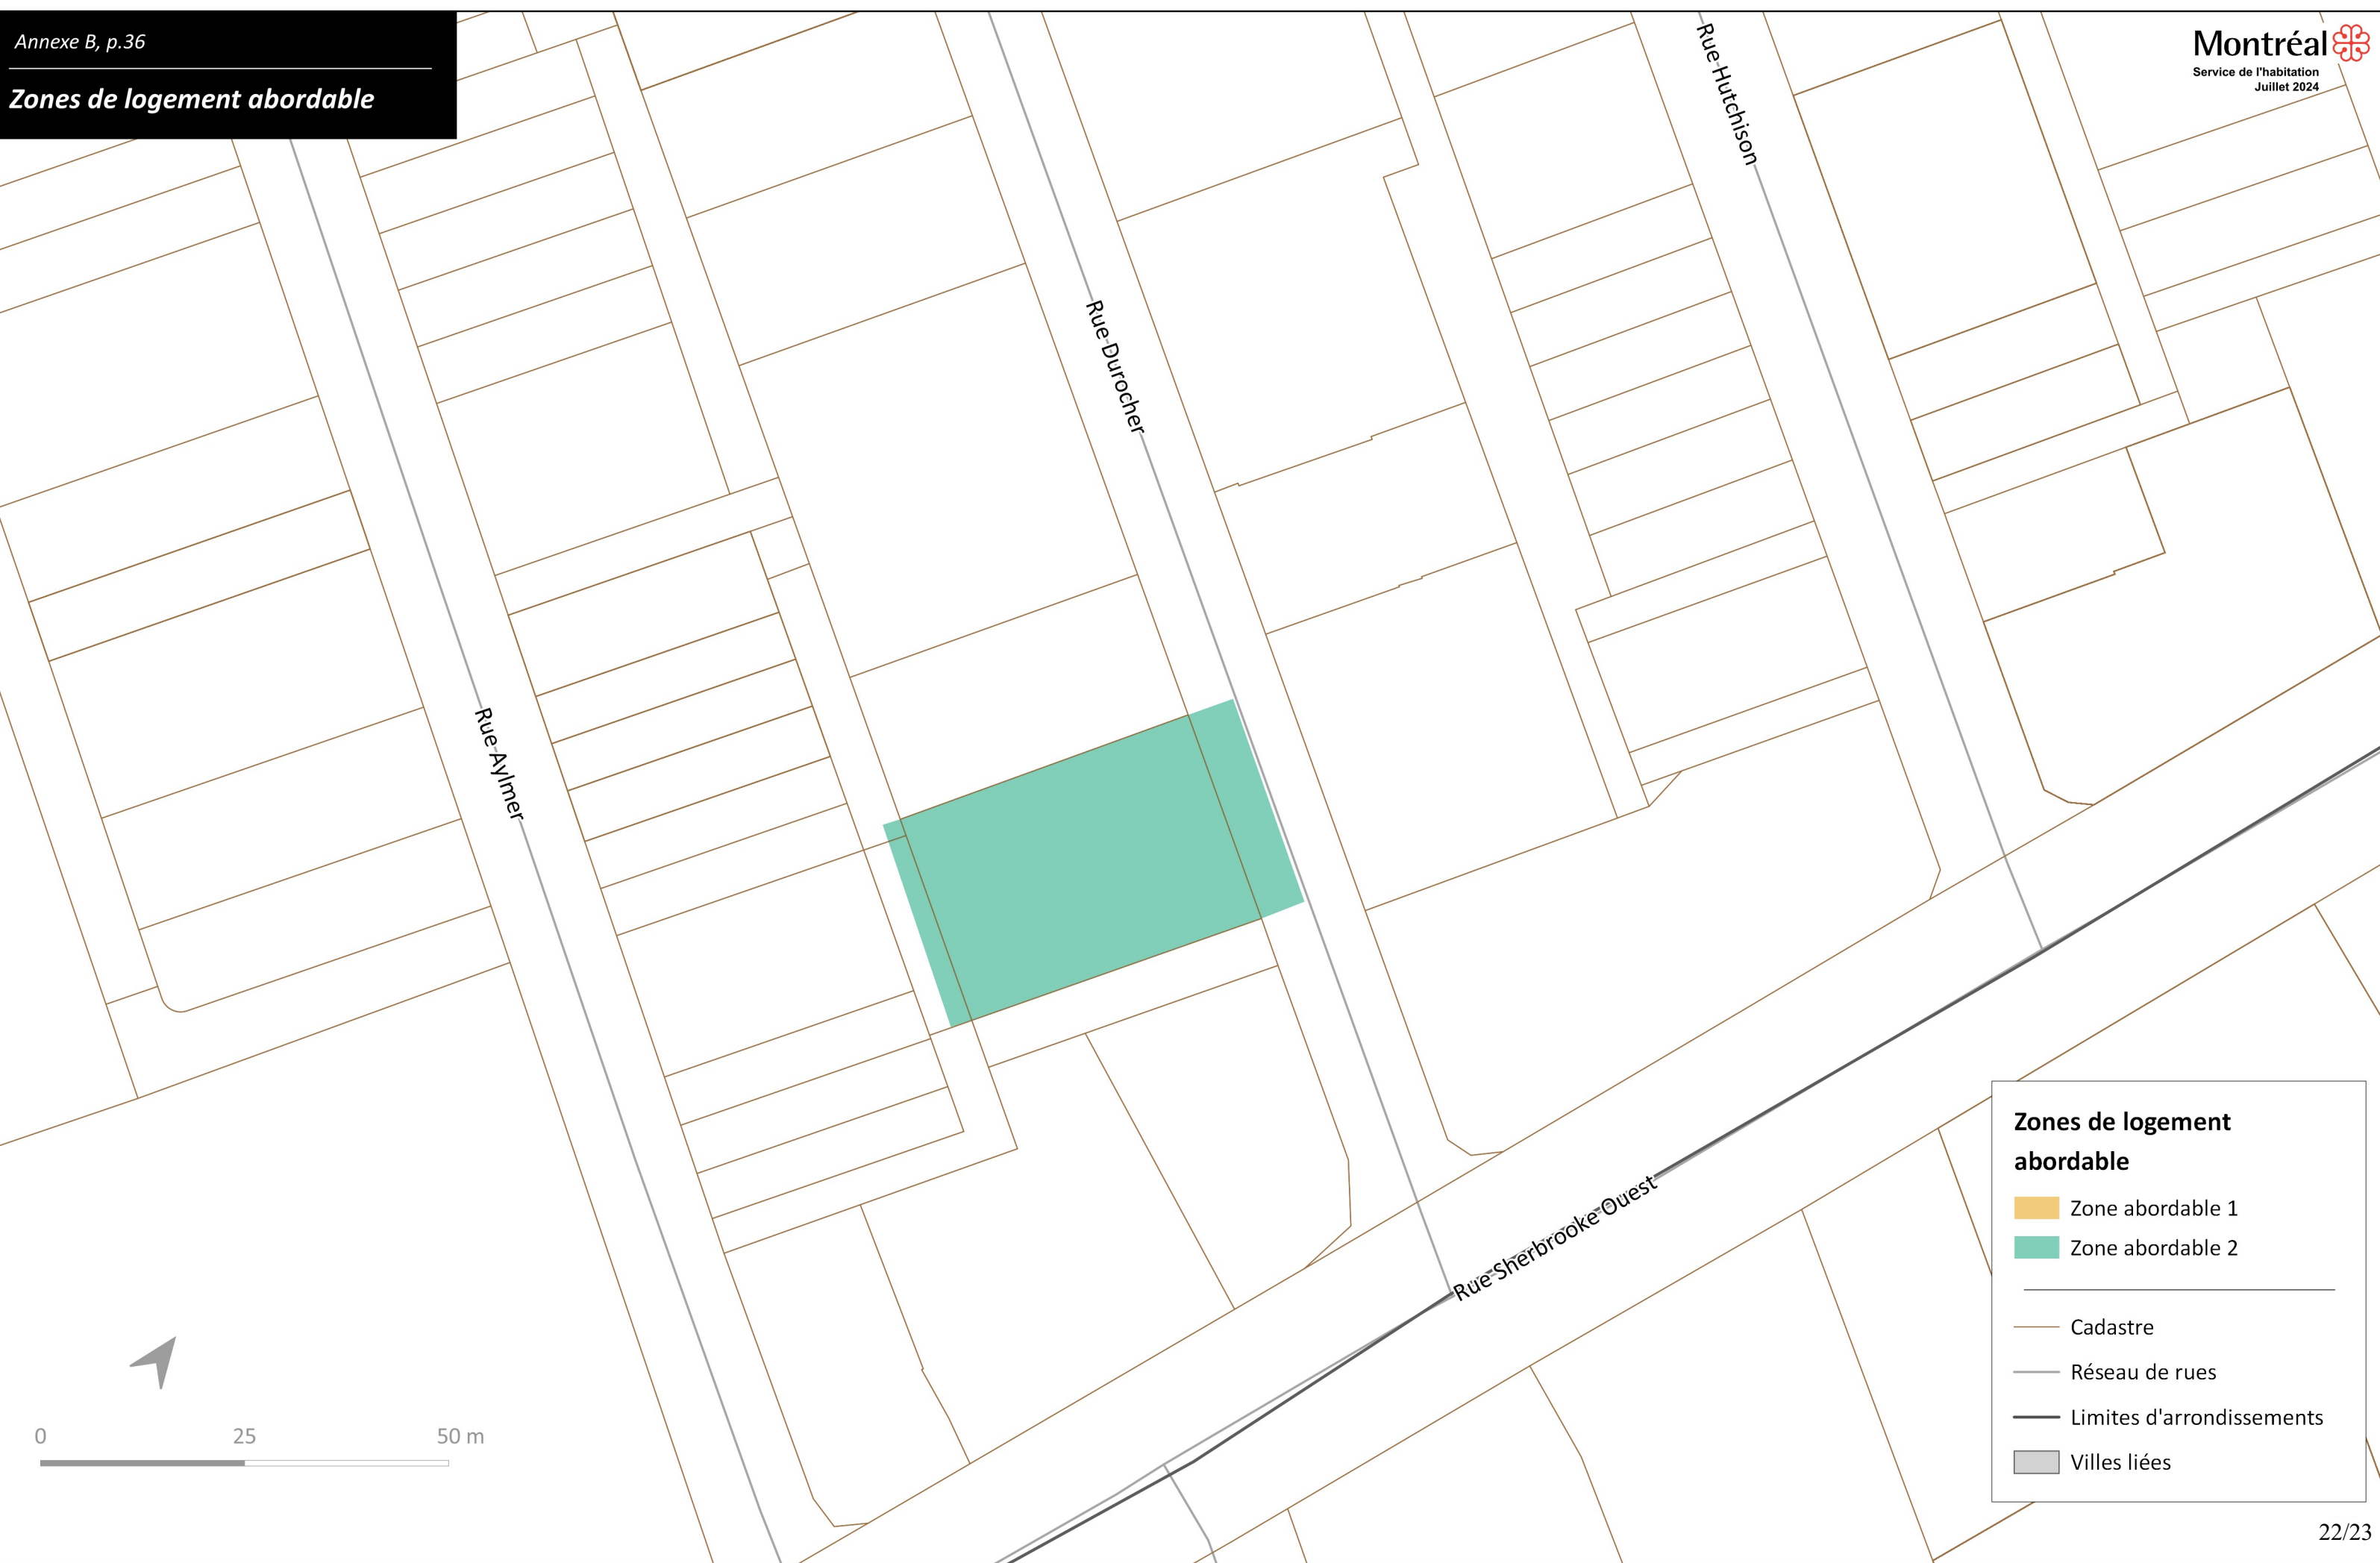 Annexe B, p.36
Zones de logement abordable
Montréal
Service de l'habitation
Juillet 2024
Rue Hutchison
Rue Durocher
Rue Aylmer
Rue Sherbrooke Ouest
Zones de logement
abordable
Zone abordable 1
Zone abordable 2
Cadastre
Réseau de rues
Limites d'arrondissements
Villes liées
0 25 50 m
22/23